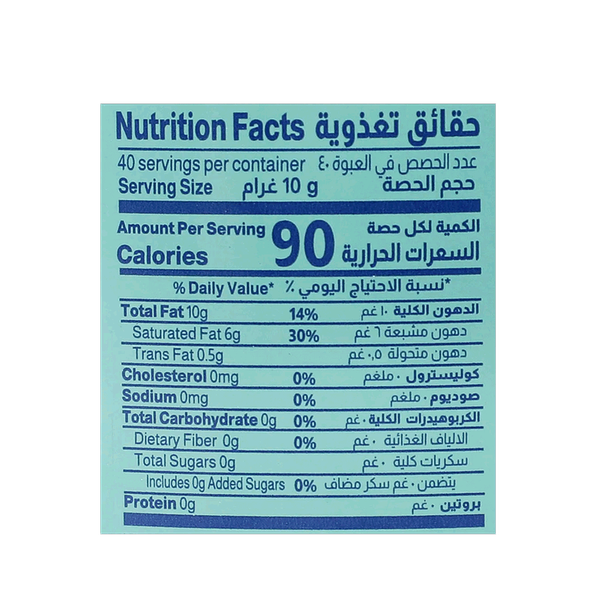 Nutrition Facts حقائق تغذوية
40 servings per container عدد الحصص في العبوة ٤٠
Serving Size 10 g حجم الحصة ١٠ غرام
Amount Per Serving الكمية لكل حصة
Calories 90 السعرات الحرارية
% Daily Value* نسبة الاحتياج اليومي ٪*
Total Fat 10g 14% الدهون الكلية ١٠ غم
Saturated Fat 6g 30% دهون مشبعة ٦ غم
Trans Fat 0.5g دهون متحولة ٠,٥ غم
Cholesterol 0mg 0% كوليسترول ٠ ملغم
Sodium 0mg 0% صوديوم ٠ ملغم
Total Carbohydrate 0g 0% الكربوهيدرات الكلية ٠ غم
Dietary Fiber 0g 0% الالياف الغذائية ٠ غم
Total Sugars 0g سكريات كلية ٠ غم
Includes 0g Added Sugars 0% يتضمن ٠ غم سكر مضاف
Protein 0g بروتين ٠ غم